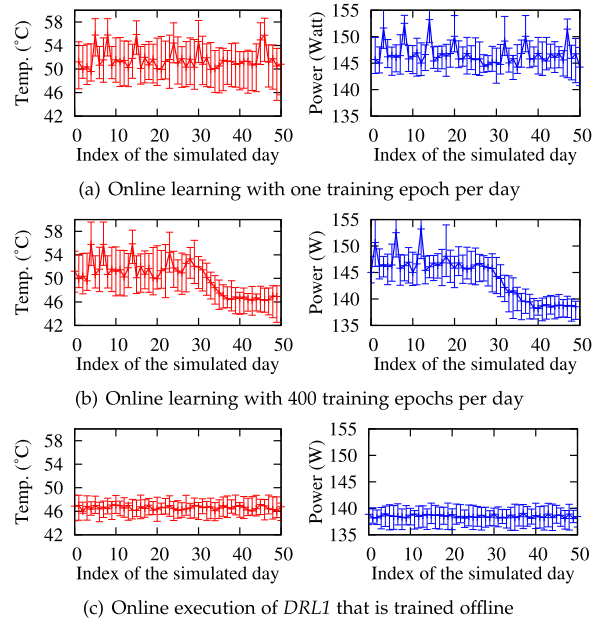 58
54
50
46
42
Temp. (˚C)
0 10 20 30 40 50
Index of the simulated day
155
150
145
140
135
Power (Watt)
0 10 20 30 40 50
Index of the simulated day
(a) Online learning with one training epoch per day
58
54
50
46
42
Temp. (˚C)
0 10 20 30 40 50
Index of the simulated day
155
150
145
140
135
Power (W)
0 10 20 30 40 50
Index of the simulated day
(b) Online learning with 400 training epochs per day
58
54
50
46
42
Temp. (˚C)
0 10 20 30 40 50
Index of the simulated day
155
150
145
140
135
Power (W)
0 10 20 30 40 50
Index of the simulated day
(c) Online execution of DRL1 that is trained offline